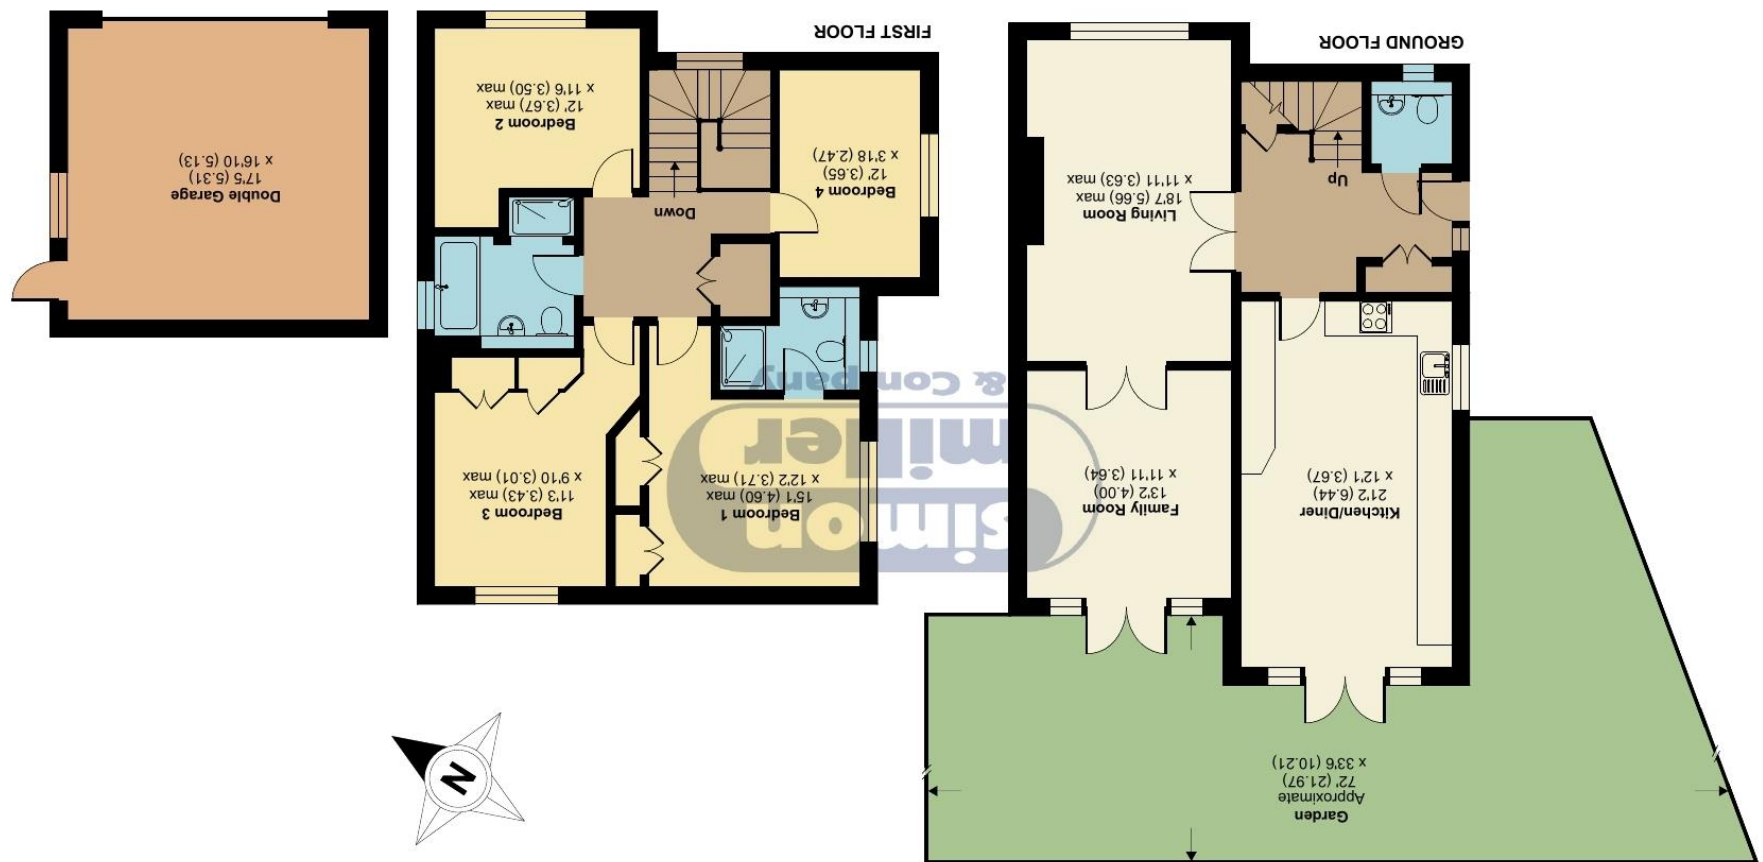 Garden
Approximate
72' (21.97)
x 33'6 (10.21)
N
Kitchen/Diner
21'2 (6.44)
x 12'1 (3.67)
Family Room
13'2 (4.00)
x 11'11 (3.64)
simon
miller
& Company
Bedroom 1
15'1 (4.60) max
x 12'2 (3.71) max
Bedroom 3
11'3 (3.43) max
x 9'10 (3.01) max
Up
Living Room
18'7 (5.66) max
x 11'11 (3.63) max
Down
Bedroom 4
12' (3.65)
x 3'18 (2.47)
Bedroom 2
12' (3.67) max
x 11'6 (3.50) max
Double Garage
17'5 (5.31)
x 16'10 (5.13)
GROUND FLOOR
FIRST FLOOR